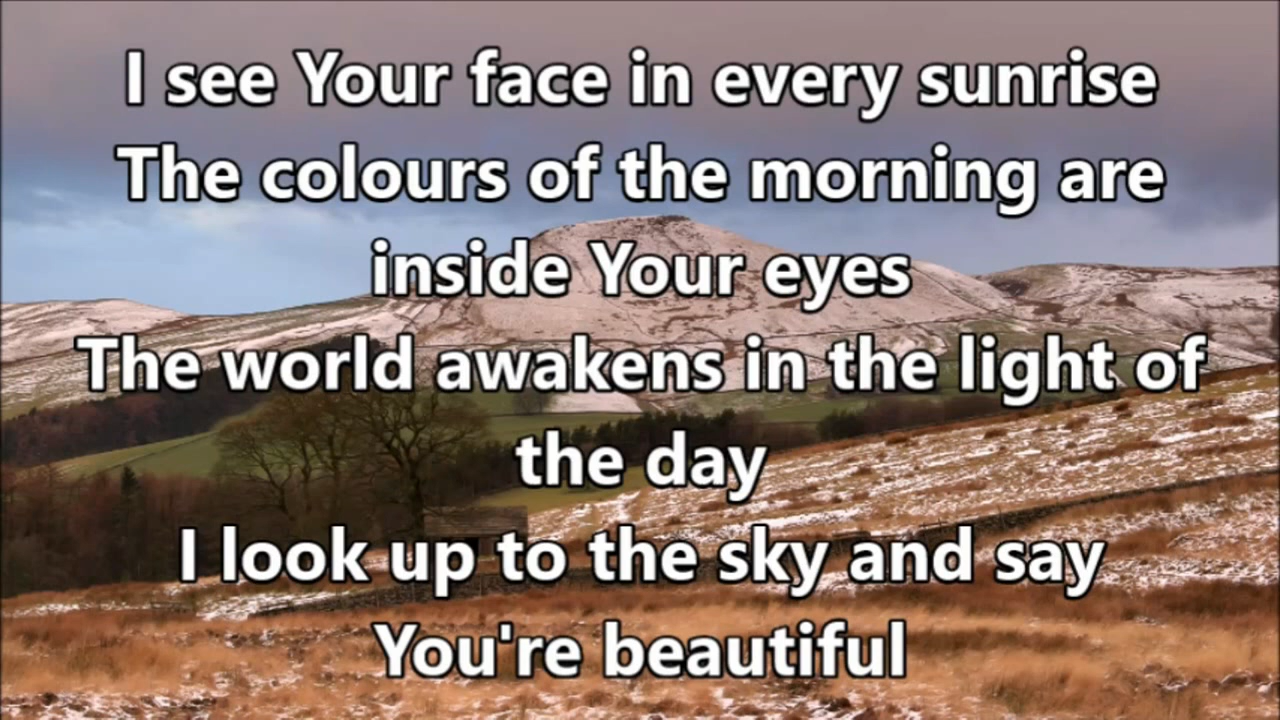 I see Your face in every sunrise
The colours of the morning are
inside Your eyes
The world awakens in the light of
the day
I look up to the sky and say
You're beautiful